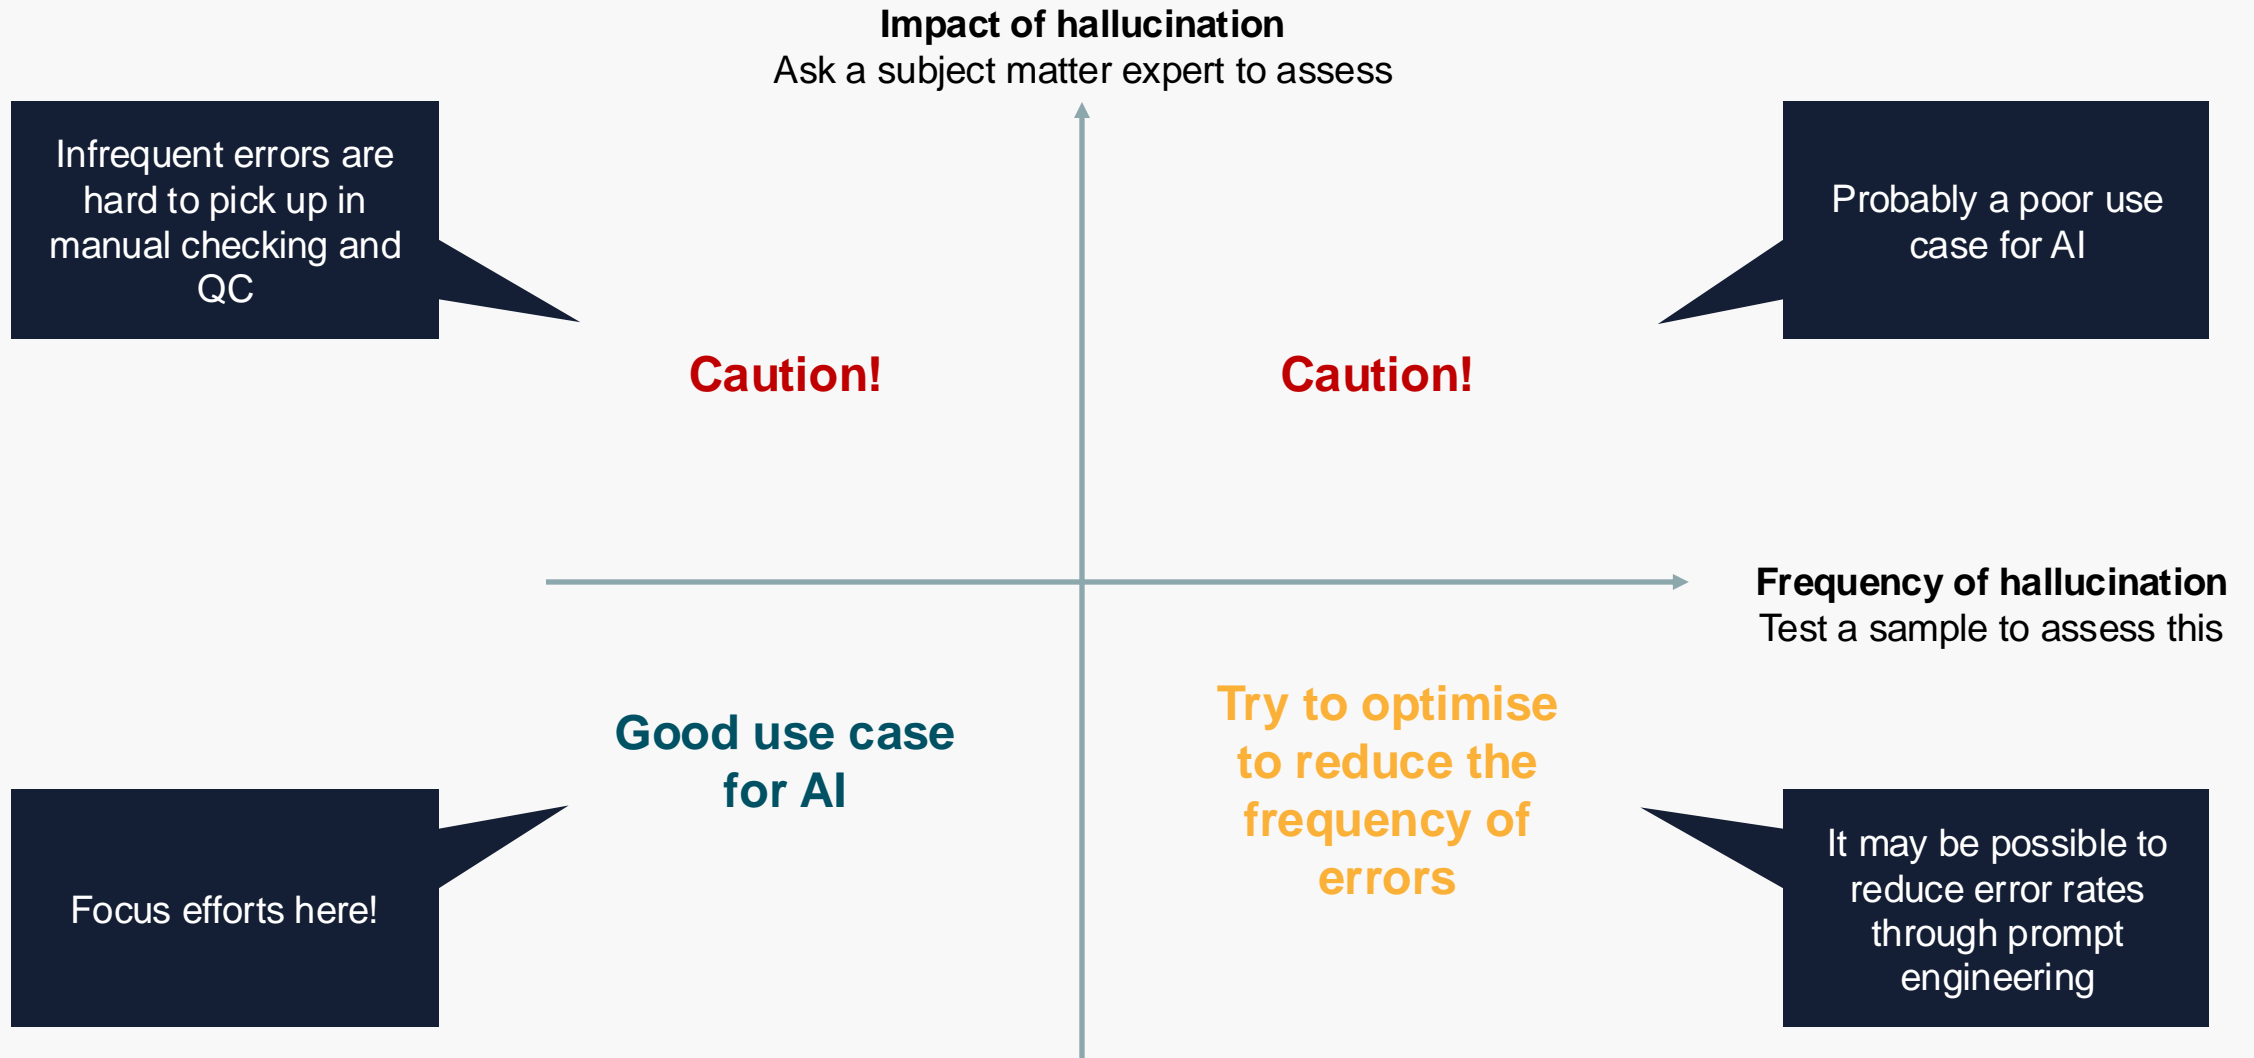 Impact of hallucination
Ask a subject matter expert to assess
Infrequent errors are
hard to pick up in
manual checking and
QC
Probably a poor use
case for AI
Caution!
Caution!
Frequency of hallucination
Test a sample to assess this
Good use case
for AI
Try to optimise
to reduce the
frequency of
errors
Focus efforts here!
It may be possible to
reduce error rates
through prompt
engineering